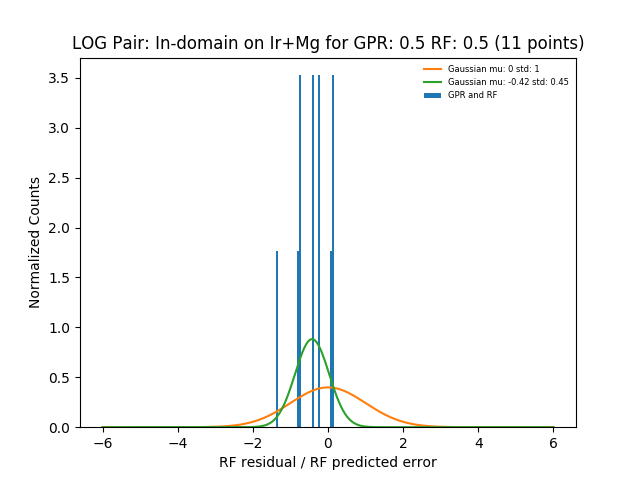 LOG Pair: In-domain on Ir+Mg for GPR: 0.5 RF: 0.5 (11 points)
Gaussian mu: 0 std: 1
Gaussian mu: -0.42 std: 0.45
GPR and RF
Normalized Counts
3.5
3.0
2.5
2.0
1.5
1.0
0.5
0.0
−6 −4 −2 0 2 4 6
RF residual / RF predicted error